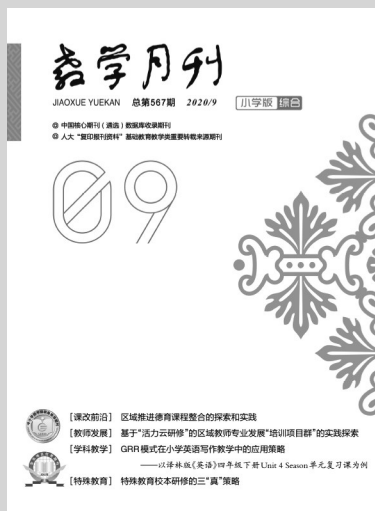 教学月刊
JIAOXUE YUEKAN 总第567期 2020/9 小学版 综合
中国核心期刊（遴选）数据库收录期刊
人大“复印报刊资料”基础教育教学类重要转载来源期刊
09
［课改前沿］ 区域推进德育课程整合的探索和实践
［教师发展］ 基于“活力云研修”的区域教师专业发展“培训项目群”的实践探索
［学科教学］ GRR模式在小学英语写作教学中的应用策略
——以译林版《英语》四年级下册Unit 4 Season单元复习课为例
［特殊教育］ 特殊教育校本研修的三“真”策略